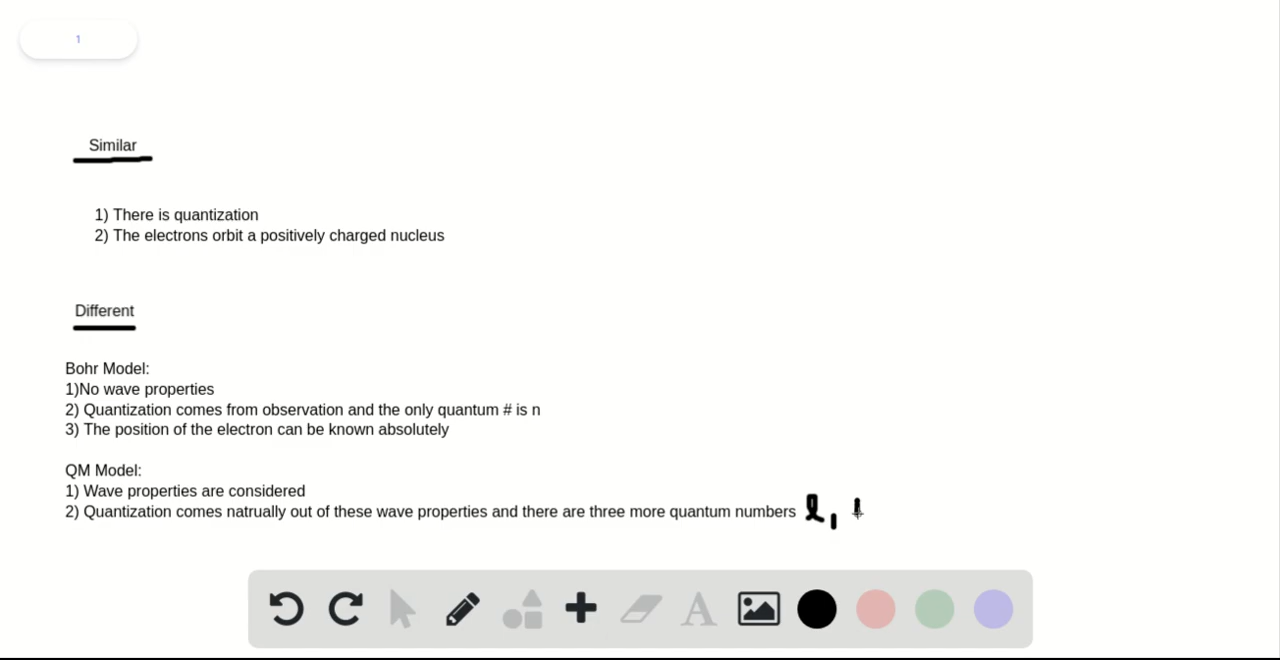 1
Similar
1) There is quantization
2) The electrons orbit a positively charged nucleus
Different
Bohr Model:
1)No wave properties
2) Quantization comes from observation and the only quantum # is n
3) The position of the electron can be known absolutely
QM Model:
1) Wave properties are considered
2) Quantization comes natrually out of these wave properties and there are three more quantum numbers ℓ,
A